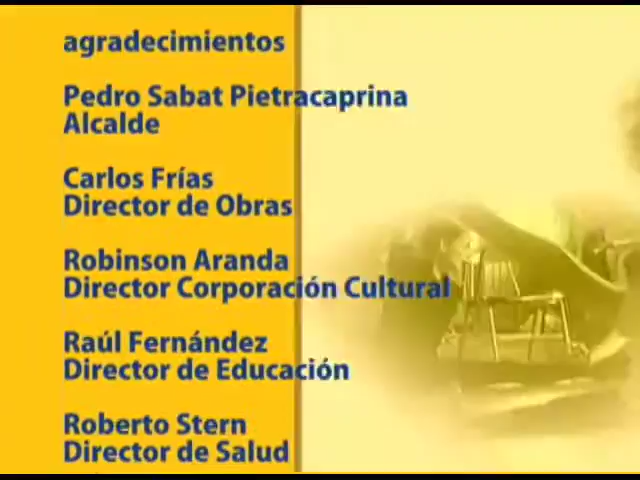 agradecimientos
Pedro Sabat Pietracaprina
Alcalde
Carlos Frías
Director de Obras
Robinson Aranda
Director Corporación Cultural
Raúl Fernández
Director de Educación
Roberto Stern
Director de Salud